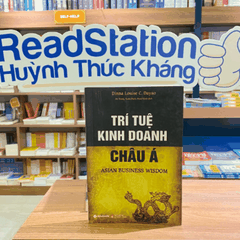 ReadStation
Huỳnh Thúc Kháng
TRÍ TUỆ
KINH DOANH
CHÂU Á
ASIAN BUSINESS WISDOM